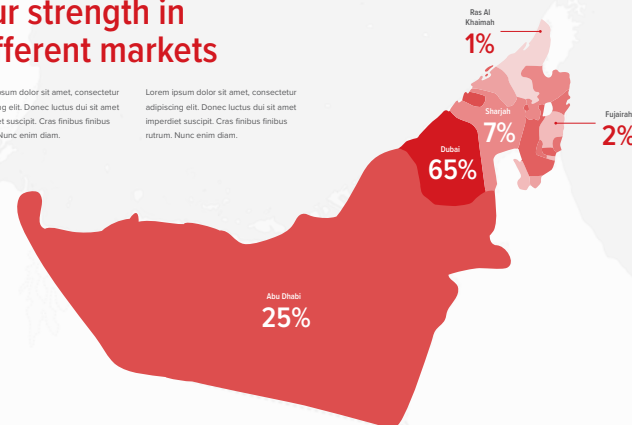 ur strength in
fferent markets
psum dolor sit amet, consectetur
g elit. Donec luctus dui sit amet
et suscipit. Cras finibus finibus
Nunc enim diam.
Lorem ipsum dolor sit amet, consectetur
adipiscing elit. Donec luctus dui sit amet
imperdiet suscipit. Cras finibus finibus
rutrum. Nunc enim diam.
Ras Al
Khaimah
1%
Sharjah
7%
Fujairah
2%
Dubai
65%
Abu Dhabi
25%